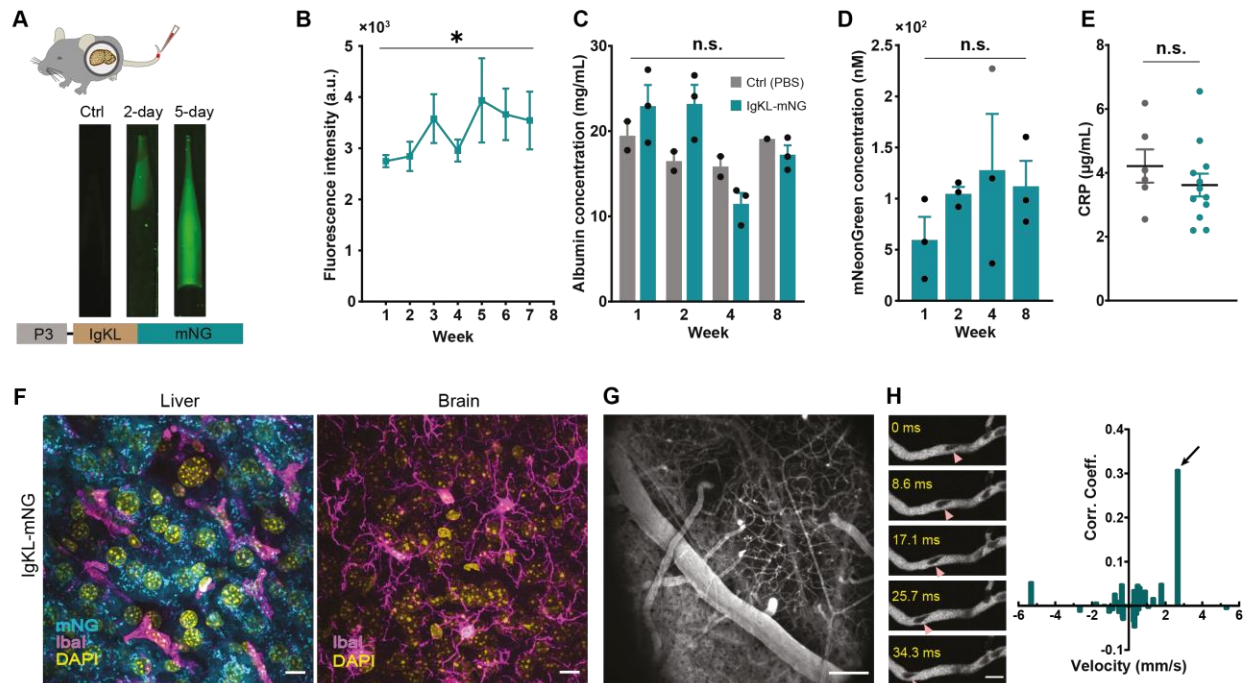 A
Ctrl 2-day 5-day
P3 IgKL mNG
B
×10³
Fluorescence intensity (a.u.)
5
4
3
2
1
0
*
1 2 3 4 5 6 7 8
Week
C
Albumin concentration (mg/mL)
30
20
10
0
n.s.
Ctrl (PBS)
IgKL-mNG
1 2 4 8
Week
D
×10²
mNeonGreen concentration (nM)
2.5
2
1.5
1
0.5
0
n.s.
1 2 4 8
Week
E
CRP (µg/mL)
8
6
4
2
0
n.s.
F
Liver Brain
IgKL-mNG
mNG
IbaI
DAPI
IbaI
DAPI
G
H
0 ms
8.6 ms
17.1 ms
25.7 ms
34.3 ms
Corr. Coeff.
0.4
0.3
0.2
0.1
-0.1
-6 -4 -2 0 2 4 6
Velocity (mm/s)